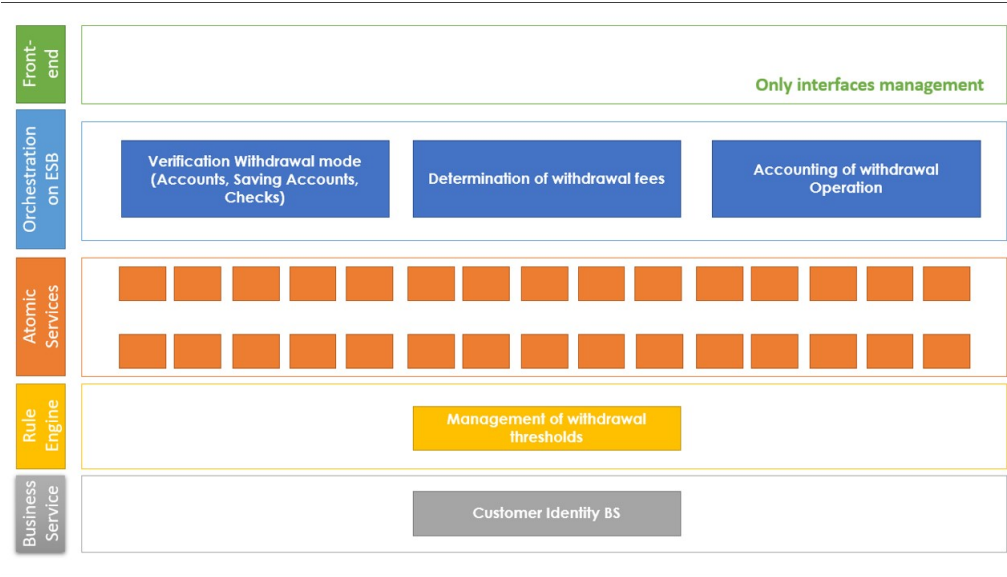 Front-
end
Only interfaces management
Orchestration
on ESB
Verification Withdrawal mode
(Accounts, Saving Accounts,
Checks)
Determination of withdrawal fees
Accounting of withdrawal
Operation
Atomic
Services
Rule
Engine
Management of withdrawal
thresholds
Business
Service
Customer Identity BS